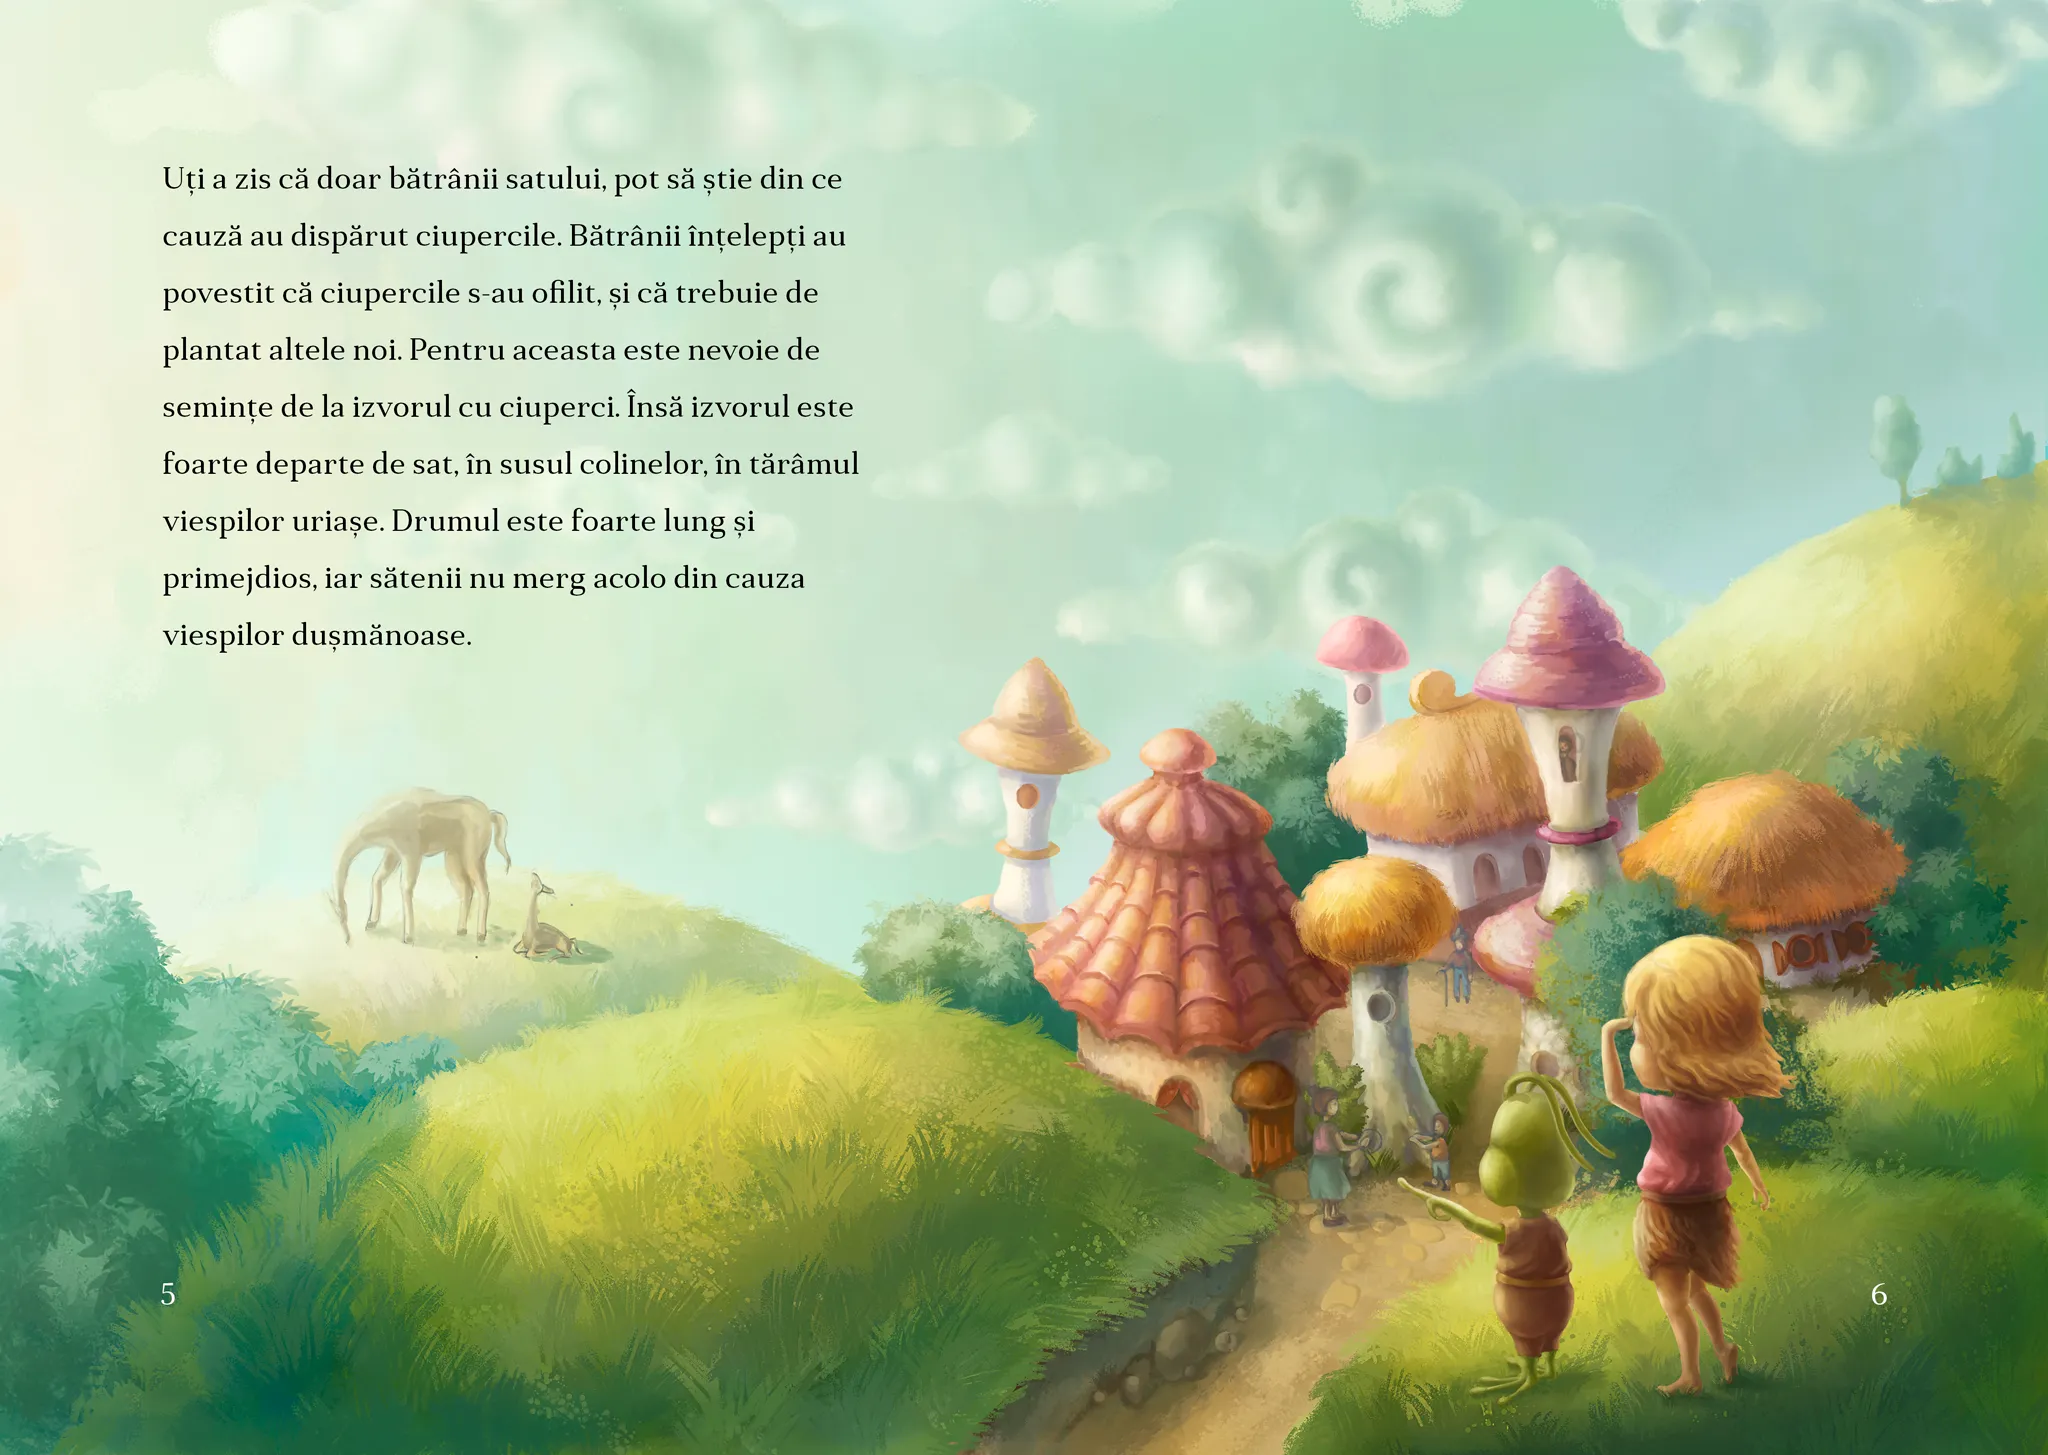 Uți a zis că doar bătrânii satului, pot să știe din ce
cauză au dispărut ciupercile. Bătrânii înțelepți au
povestit că ciupercile s-au ofilit, și că trebuie de
plantat altele noi. Pentru aceasta este nevoie de
semințe de la izvorul cu ciuperci. Însă izvorul este
foarte departe de sat, în susul colinelor, în tărâmul
viespilor uriașe. Drumul este foarte lung și
primejdios, iar sătenii nu merg acolo din cauza
viespilor dușmănoase.
5
6